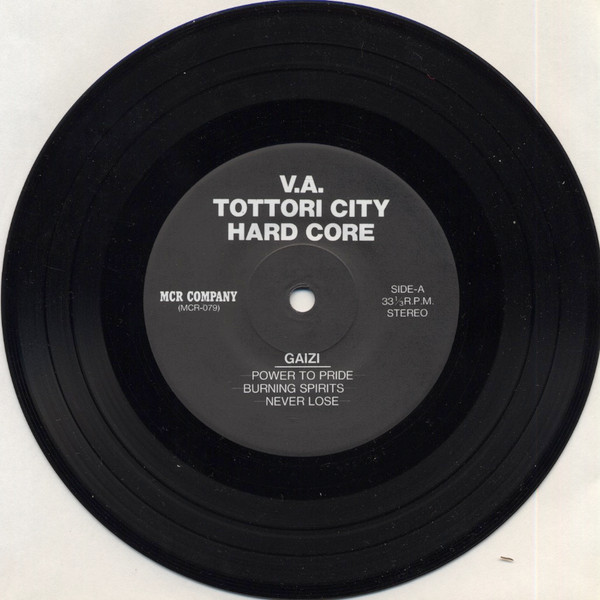 V.A.
TOTTORI CITY
HARD CORE
MCR COMPANY
(MCR-079)
SIDE-A
33⅓R.P.M.
STEREO
GAIZI
POWER TO PRIDE
BURNING SPIRITS
NEVER LOSE